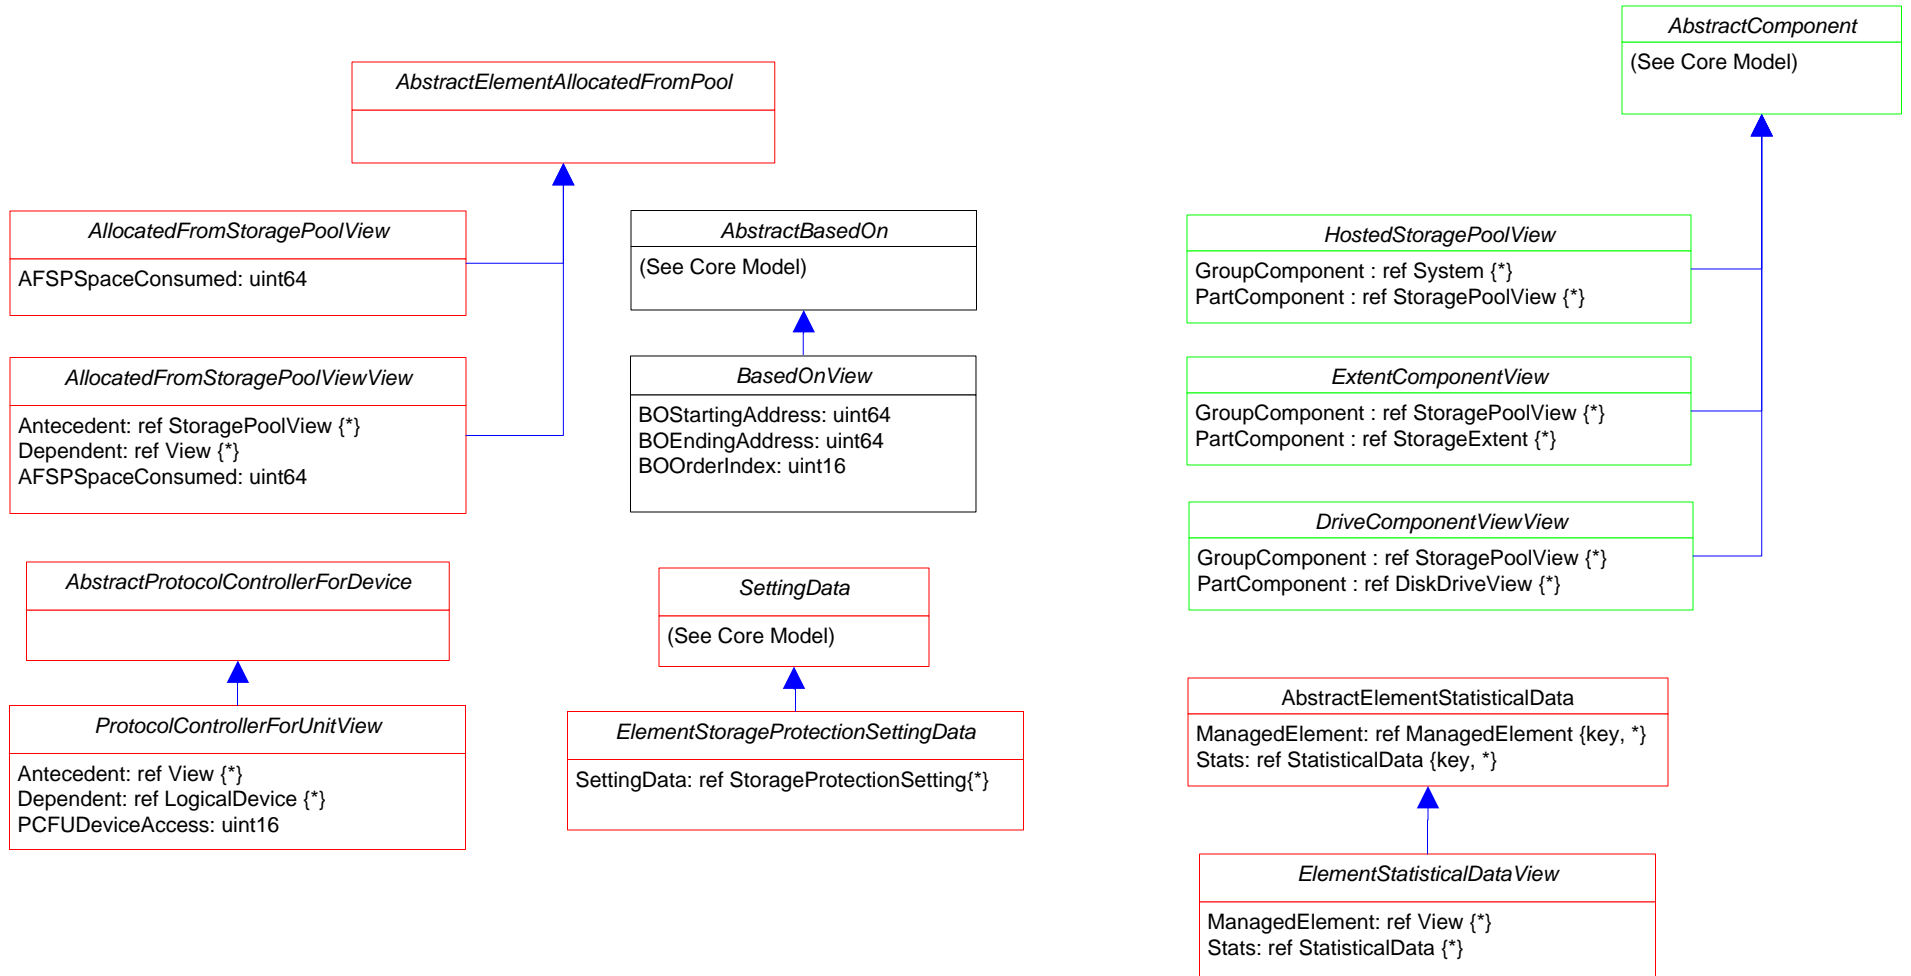 AbstractElementAllocatedFromPool
AllocatedFromStoragePoolView
AFSPSpaceConsumed: uint64
AllocatedFromStoragePoolViewView
Antecedent: ref StoragePoolView {*}
Dependent: ref View {*}
AFSPSpaceConsumed: uint64
AbstractBasedOn
(See Core Model)
BasedOnView
BOStartingAddress: uint64
BOEndingAddress: uint64
BOOrderIndex: uint16
AbstractProtocolControllerForDevice
ProtocolControllerForUnitView
Antecedent: ref View {*}
Dependent: ref LogicalDevice {*}
PCFUDeviceAccess: uint16
SettingData
(See Core Model)
ElementStorageProtectionSettingData
SettingData: ref StorageProtectionSetting{*}
AbstractComponent
(See Core Model)
HostedStoragePoolView
GroupComponent : ref System {*}
PartComponent : ref StoragePoolView {*}
ExtentComponentView
GroupComponent : ref StoragePoolView {*}
PartComponent : ref StorageExtent {*}
DriveComponentViewView
GroupComponent : ref StoragePoolView {*}
PartComponent : ref DiskDriveView {*}
AbstractElementStatisticalData
ManagedElement: ref ManagedElement {key, *}
Stats: ref StatisticalData {key, *}
ElementStatisticalDataView
ManagedElement: ref View {*}
Stats: ref StatisticalData {*}